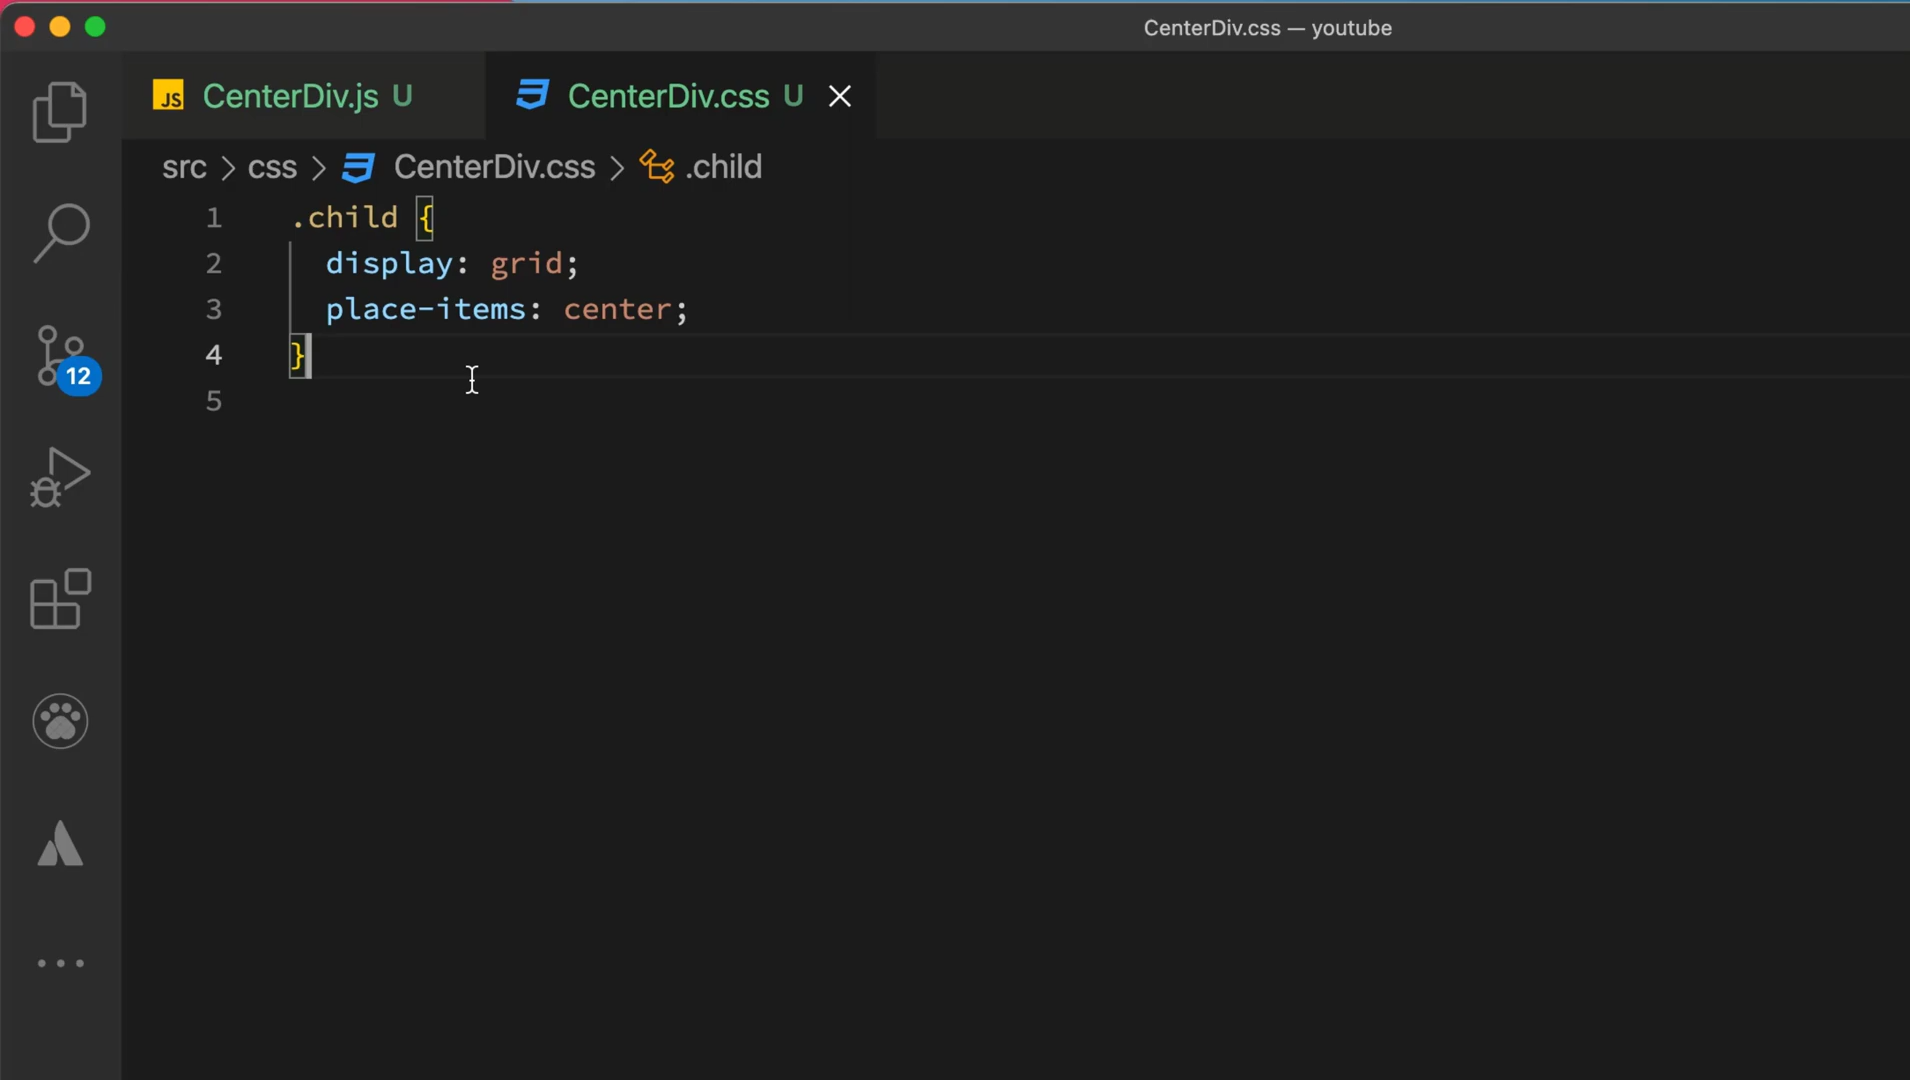 CenterDiv.css — youtube
JS CenterDiv.js U CenterDiv.css U
src > css > CenterDiv.css > .child
1 .child {
2 display: grid;
3 place-items: center;
4 }
5
12